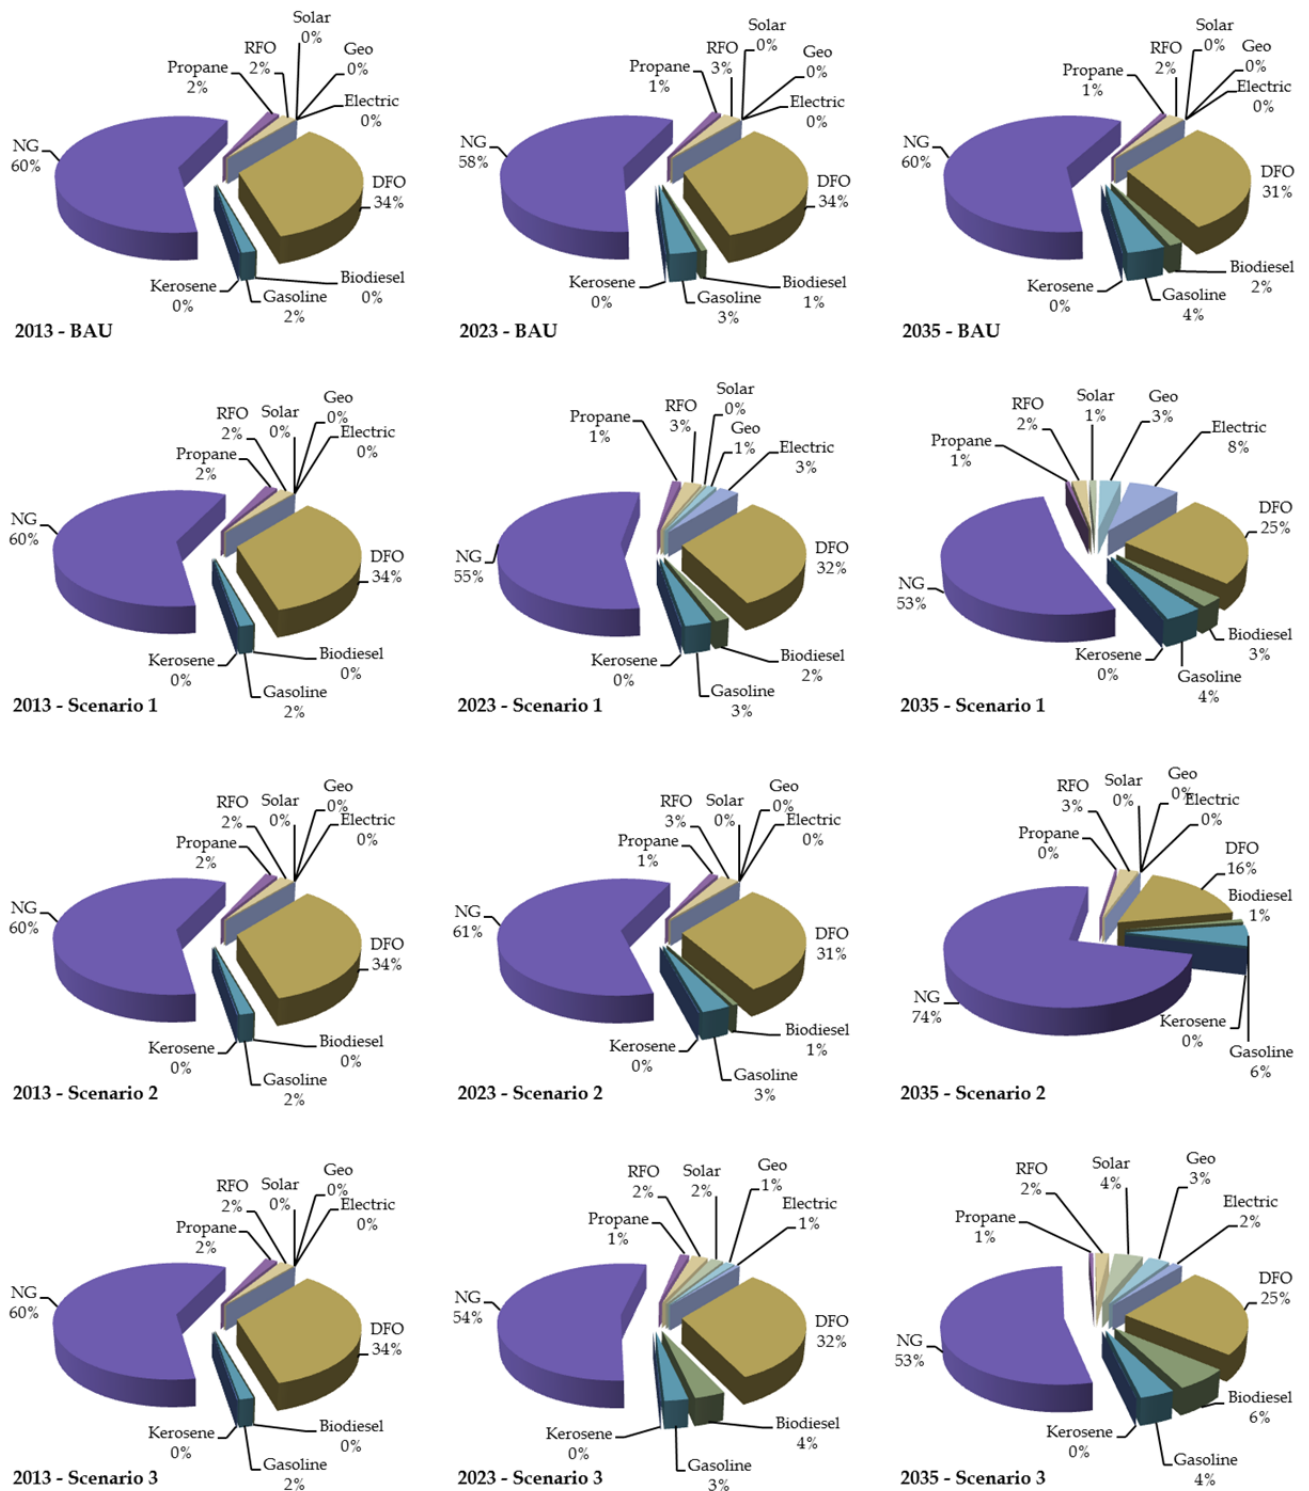 Solar
0%
RFO
2%
Geo
0%
Propane
2%
Electric
0%
NG
60%
DFO
34%
Kerosene
0%
Gasoline
2%
Biodiesel
0%
2013 - BAU
Solar
0%
RFO
3%
Geo
0%
Propane
1%
Electric
0%
NG
58%
DFO
34%
Kerosene
0%
Gasoline
3%
Biodiesel
1%
2023 - BAU
Solar
0%
RFO
2%
Geo
0%
Propane
1%
Electric
0%
NG
60%
DFO
31%
Kerosene
0%
Gasoline
4%
Biodiesel
2%
2035 - BAU
Geo
0%
RFO
2%
Solar
0%
Electric
0%
Propane
2%
NG
60%
DFO
34%
Kerosene
0%
Biodiesel
0%
Gasoline
2%
2013 - Scenario 1
Solar
0%
RFO
3%
Propane
1%
Geo
1%
Electric
3%
NG
55%
DFO
32%
Kerosene
0%
Biodiesel
2%
Gasoline
3%
2023 - Scenario 1
Solar
1%
Geo
3%
RFO
2%
Electric
8%
Propane
1%
DFO
25%
NG
53%
Biodiesel
3%
Kerosene
0%
Gasoline
4%
2035 - Scenario 1
Geo
0%
RFO
2%
Solar
0%
Electric
0%
Propane
2%
NG
60%
DFO
34%
Kerosene
0%
Biodiesel
0%
Gasoline
2%
2013 - Scenario 2
Geo
0%
RFO
3%
Solar
0%
Electric
0%
Propane
1%
NG
61%
DFO
31%
Kerosene
0%
Biodiesel
1%
Gasoline
3%
2023 - Scenario 2
Geo
0%
Solar
0%
RFO
3%
Electric
0%
Propane
0%
DFO
16%
Biodiesel
1%
NG
74%
Kerosene
0%
Gasoline
6%
2035 - Scenario 2
Geo
0%
RFO
2%
Solar
0%
Electric
0%
Propane
2%
NG
60%
DFO
34%
Kerosene
0%
Biodiesel
0%
Gasoline
2%
2013 - Scenario 3
Geo
1%
RFO
2%
Solar
2%
Electric
1%
Propane
1%
NG
54%
DFO
32%
Kerosene
0%
Biodiesel
4%
Gasoline
3%
2023 - Scenario 3
Geo
3%
Solar
4%
RFO
2%
Electric
2%
Propane
1%
DFO
25%
NG
53%
Biodiesel
6%
Kerosene
0%
Gasoline
4%
2035 - Scenario 3